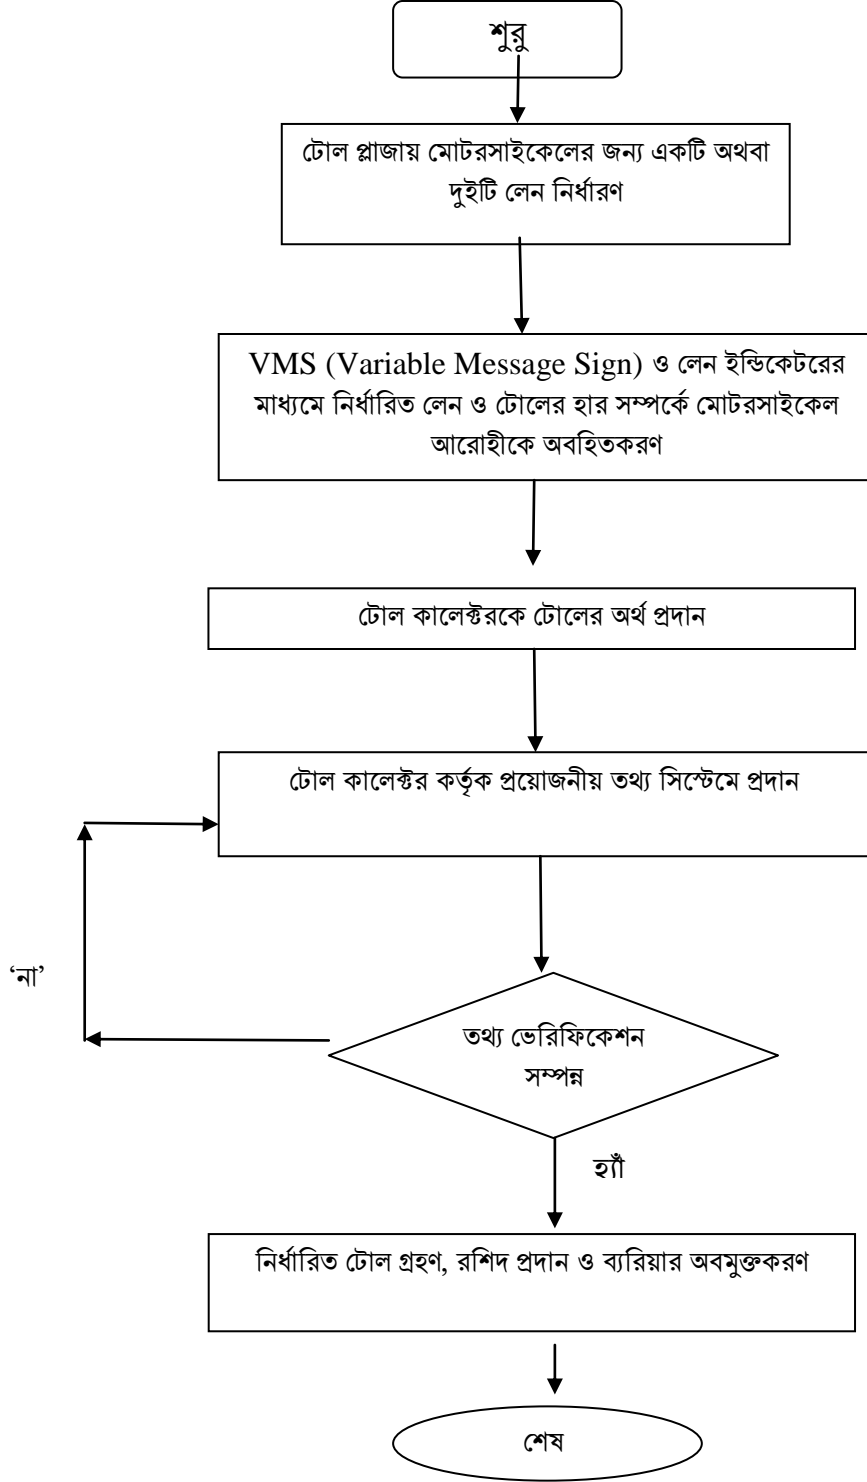 শুরু
টোল প্লাজায় মোটরসাইকেলের জন্য একটি অথবা
দুইটি লেন নির্ধারণ
VMS (Variable Message Sign) ও লেন ইন্ডিকেটরের
মাধ্যমে নির্ধারিত লেন ও টোলের হার সম্পর্কে মোটরসাইকেল
আরোহীকে অবহিতকরণ
টোল কালেক্টরকে টোলের অর্থ প্রদান
টোল কালেক্টর কর্তৃক প্রয়োজনীয় তথ্য সিস্টেমে প্রদান
‘না’
তথ্য ভেরিফিকেশন
সম্পন্ন
হ্যাঁ
নির্ধারিত টোল গ্রহণ, রশিদ প্রদান ও ব্যরিয়ার অবমুক্তকরণ
শেষ